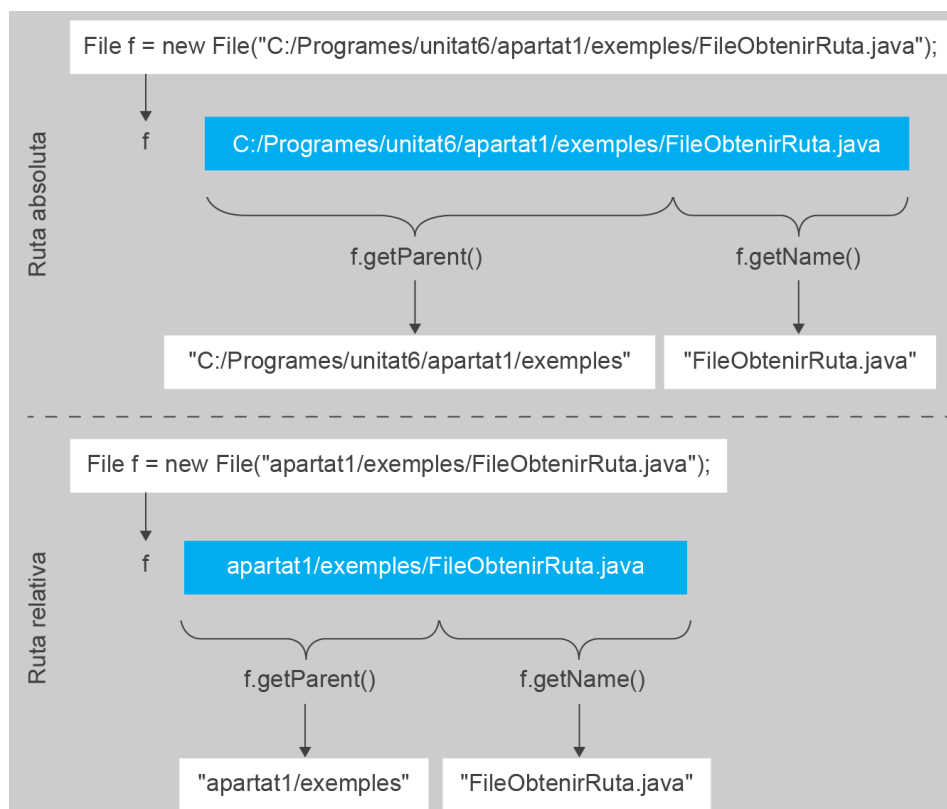 File f = new File("C:/Programes/unitat6/apartat1/exemples/FileObtenirRuta.java");
Ruta absoluta
f
C:/Programes/unitat6/apartat1/exemples/FileObtenirRuta.java
f.getParent()
f.getName()
"C:/Programes/unitat6/apartat1/exemples"
"FileObtenirRuta.java"
File f = new File("apartat1/exemples/FileObtenirRuta.java");
Ruta relativa
f
apartat1/exemples/FileObtenirRuta.java
f.getParent()
f.getName()
"apartat1/exemples"
"FileObtenirRuta.java"